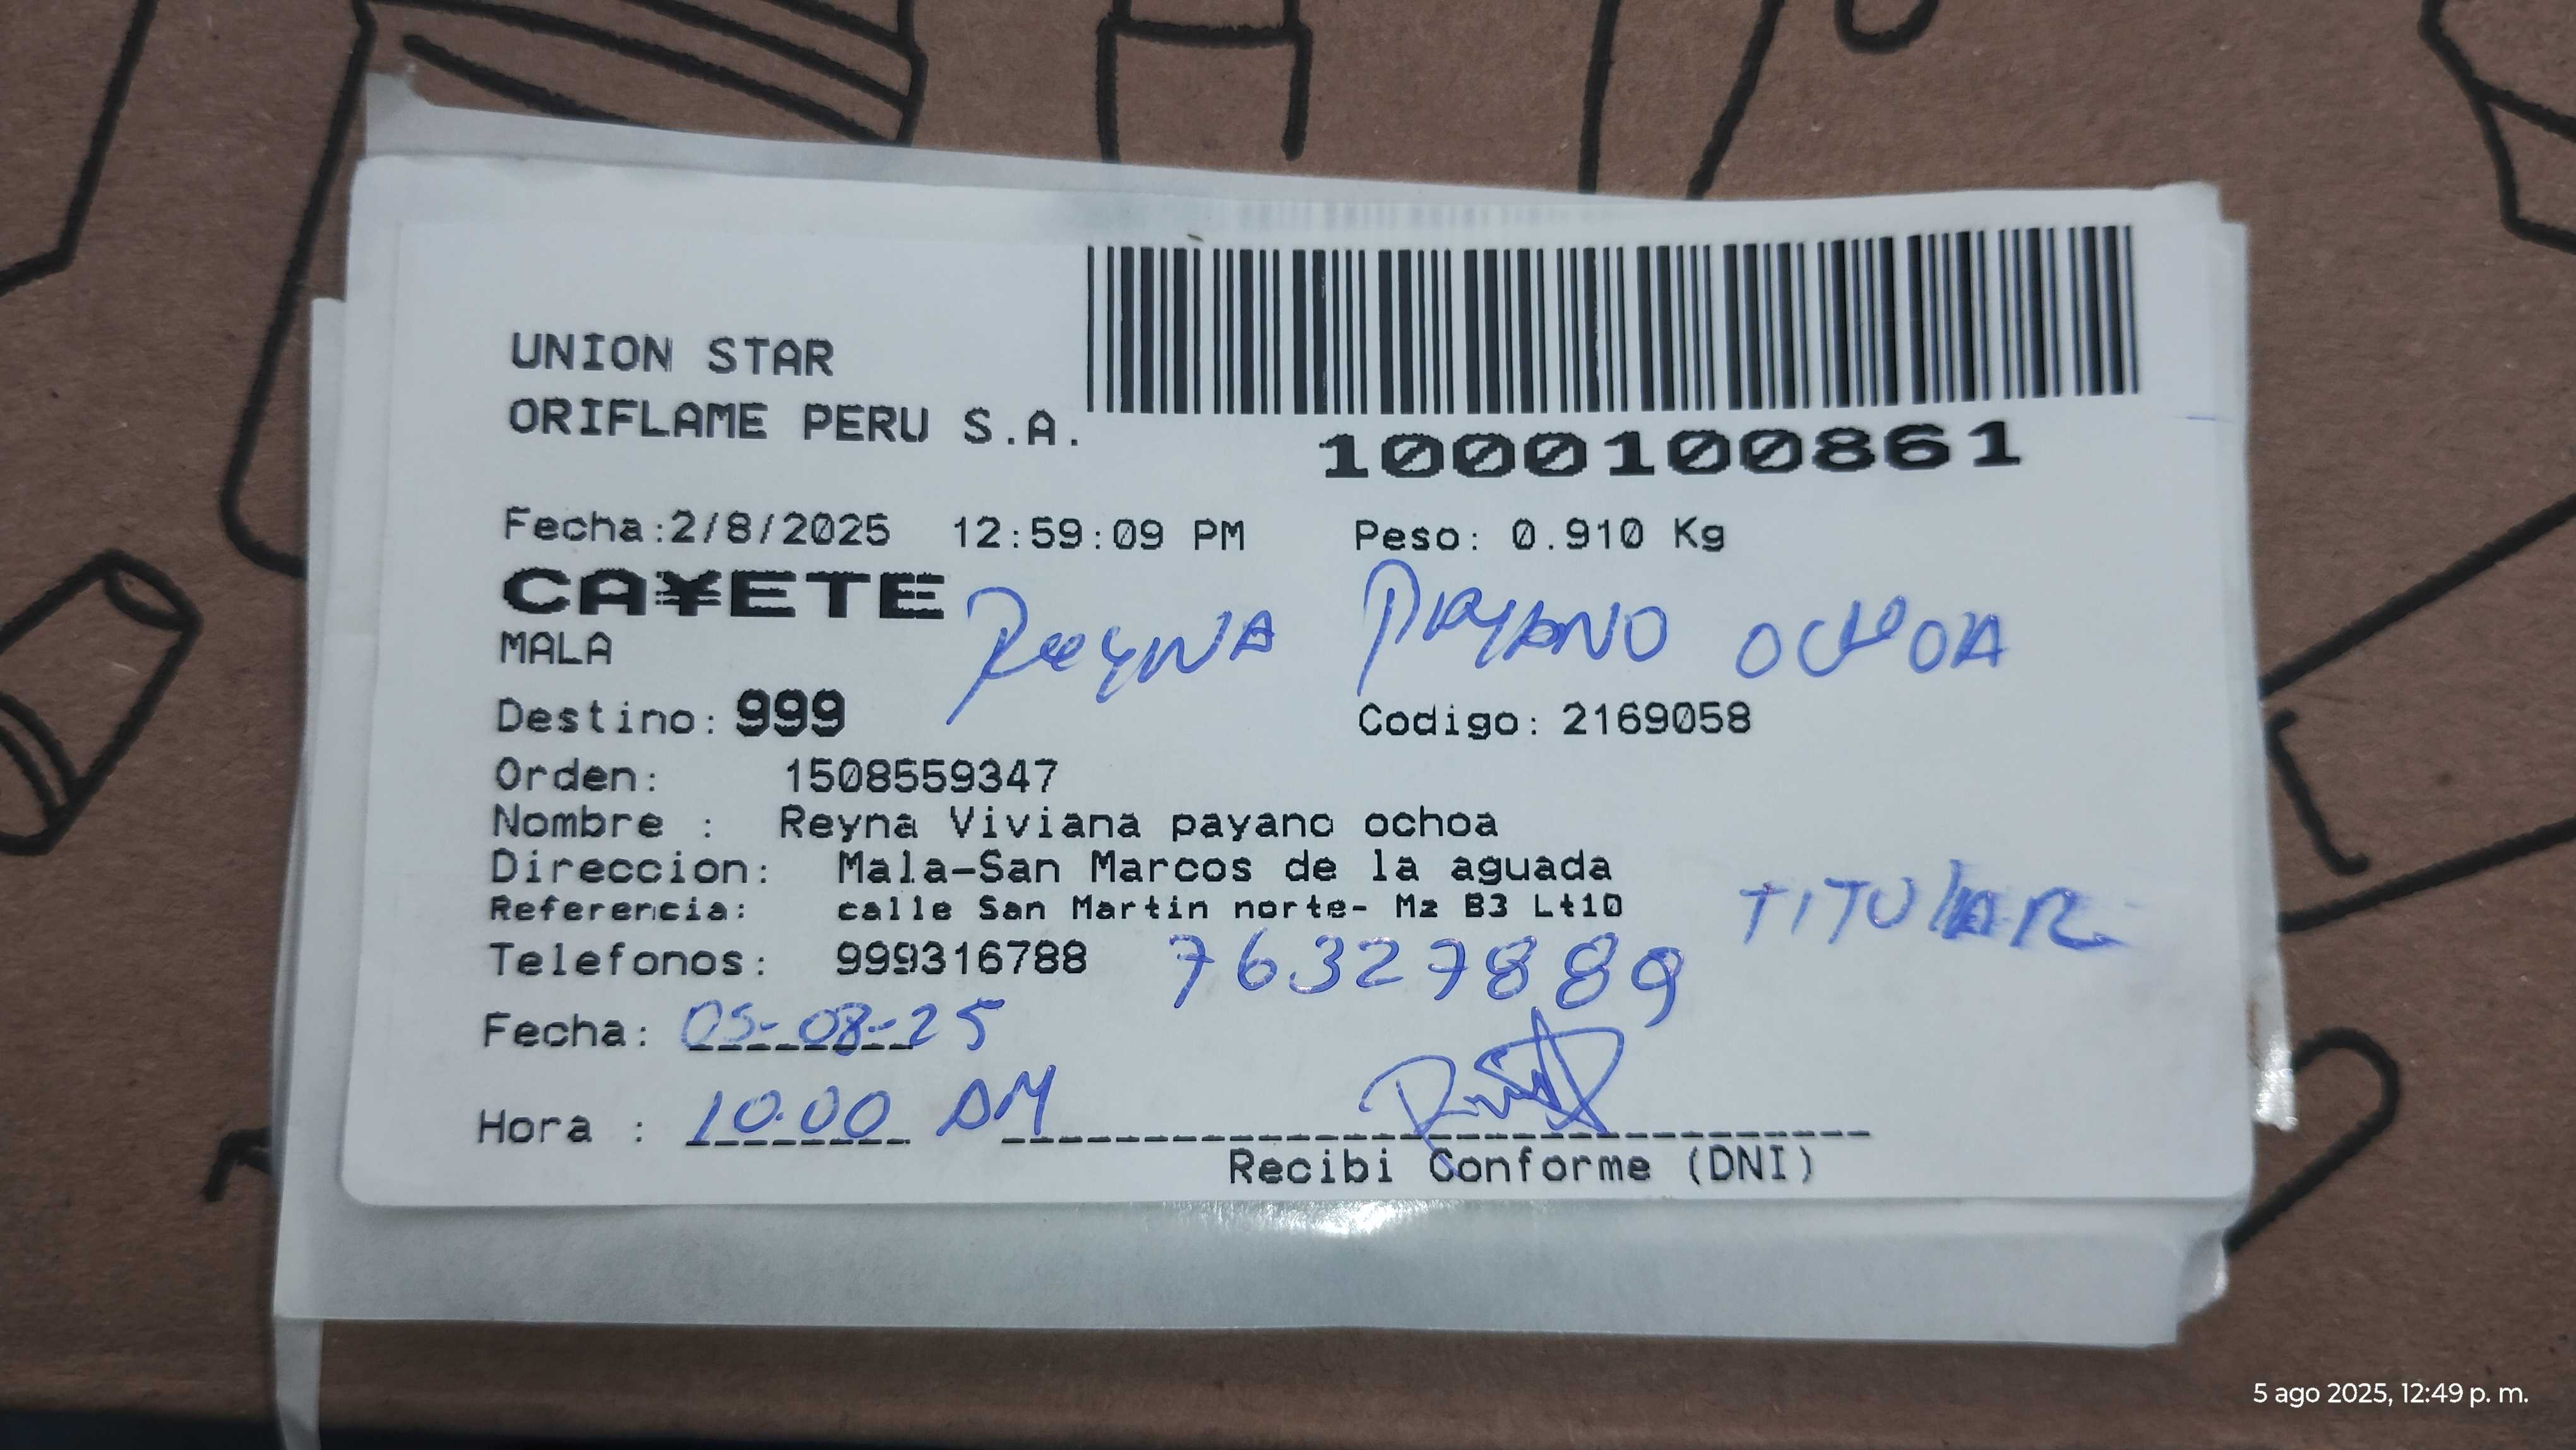 UNION STAR
ORIFLAME PERU S.A.
1000100861
Fecha:2/8/2025 12:59:09 PM Peso: 0.910 Kg
CA¥ETE
REYNA PAYANO OCHOA
MALA
Destino: 999 Codigo: 2169058
Orden: 1508559347
Nombre : Reyna Viviana payano ochoa
Direccion: Mala-San Marcos de la aguada
Referencia: calle San Martin norte- Mz B3 Lt10
TITULAR
Telefonos: 999316788 76327889
Fecha: 05-08-25
Hora : 10:00 AM
Recibi Conforme (DNI)
5 ago 2025, 12:49 p. m.